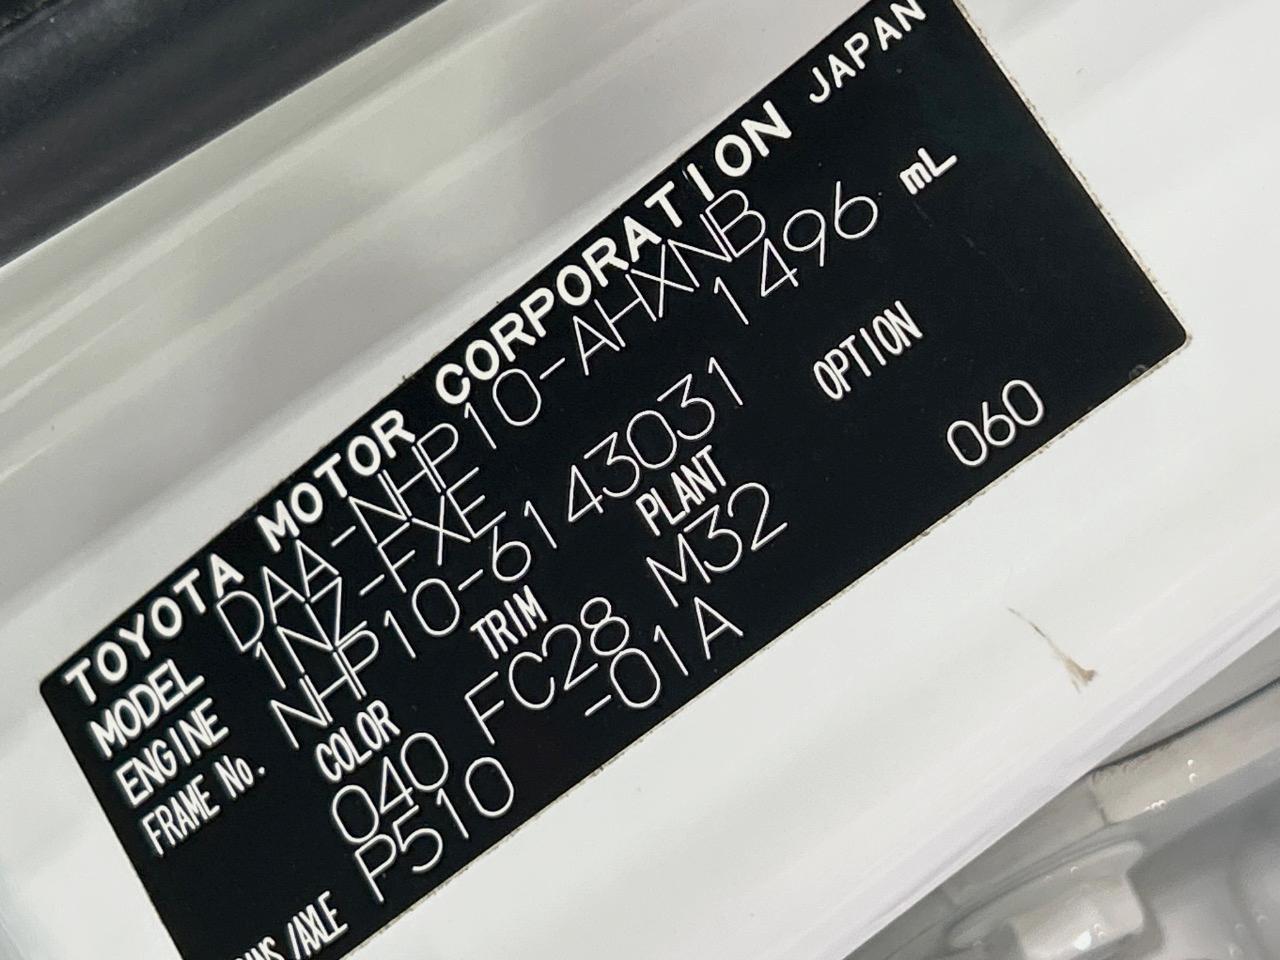 TOYOTA MOTOR CORPORATION JAPAN
MODEL DAA-NHP10-AHXNB
ENGINE 1NZ-FXE 1496 mL
FRAME No. NHP10-6143031
COLOR TRIM PLANT OPTION
040 FC28 M32 060
/AXLE P510 -01A